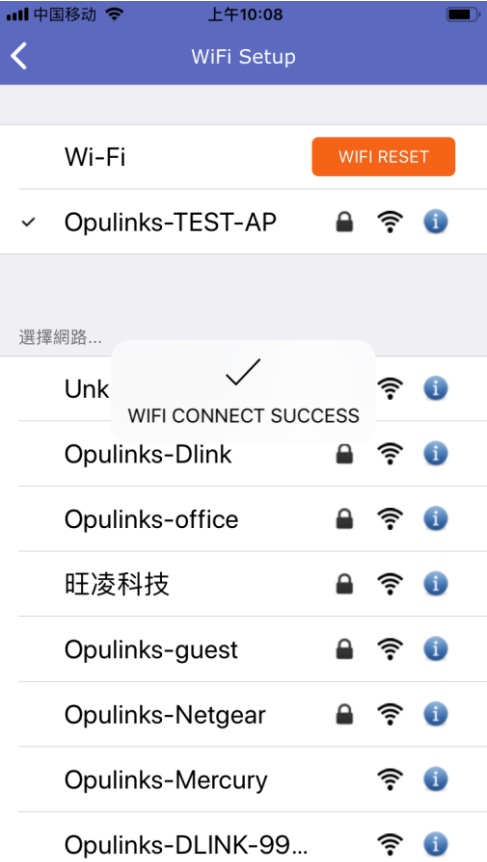 中国移动 上午10:08
WiFi Setup
Wi-Fi WIFI RESET
Opulinks-TEST-AP
選擇網路...
Unk
WIFI CONNECT SUCCESS
Opulinks-Dlink
Opulinks-office
旺凌科技
Opulinks-guest
Opulinks-Netgear
Opulinks-Mercury
Opulinks-DLINK-99...